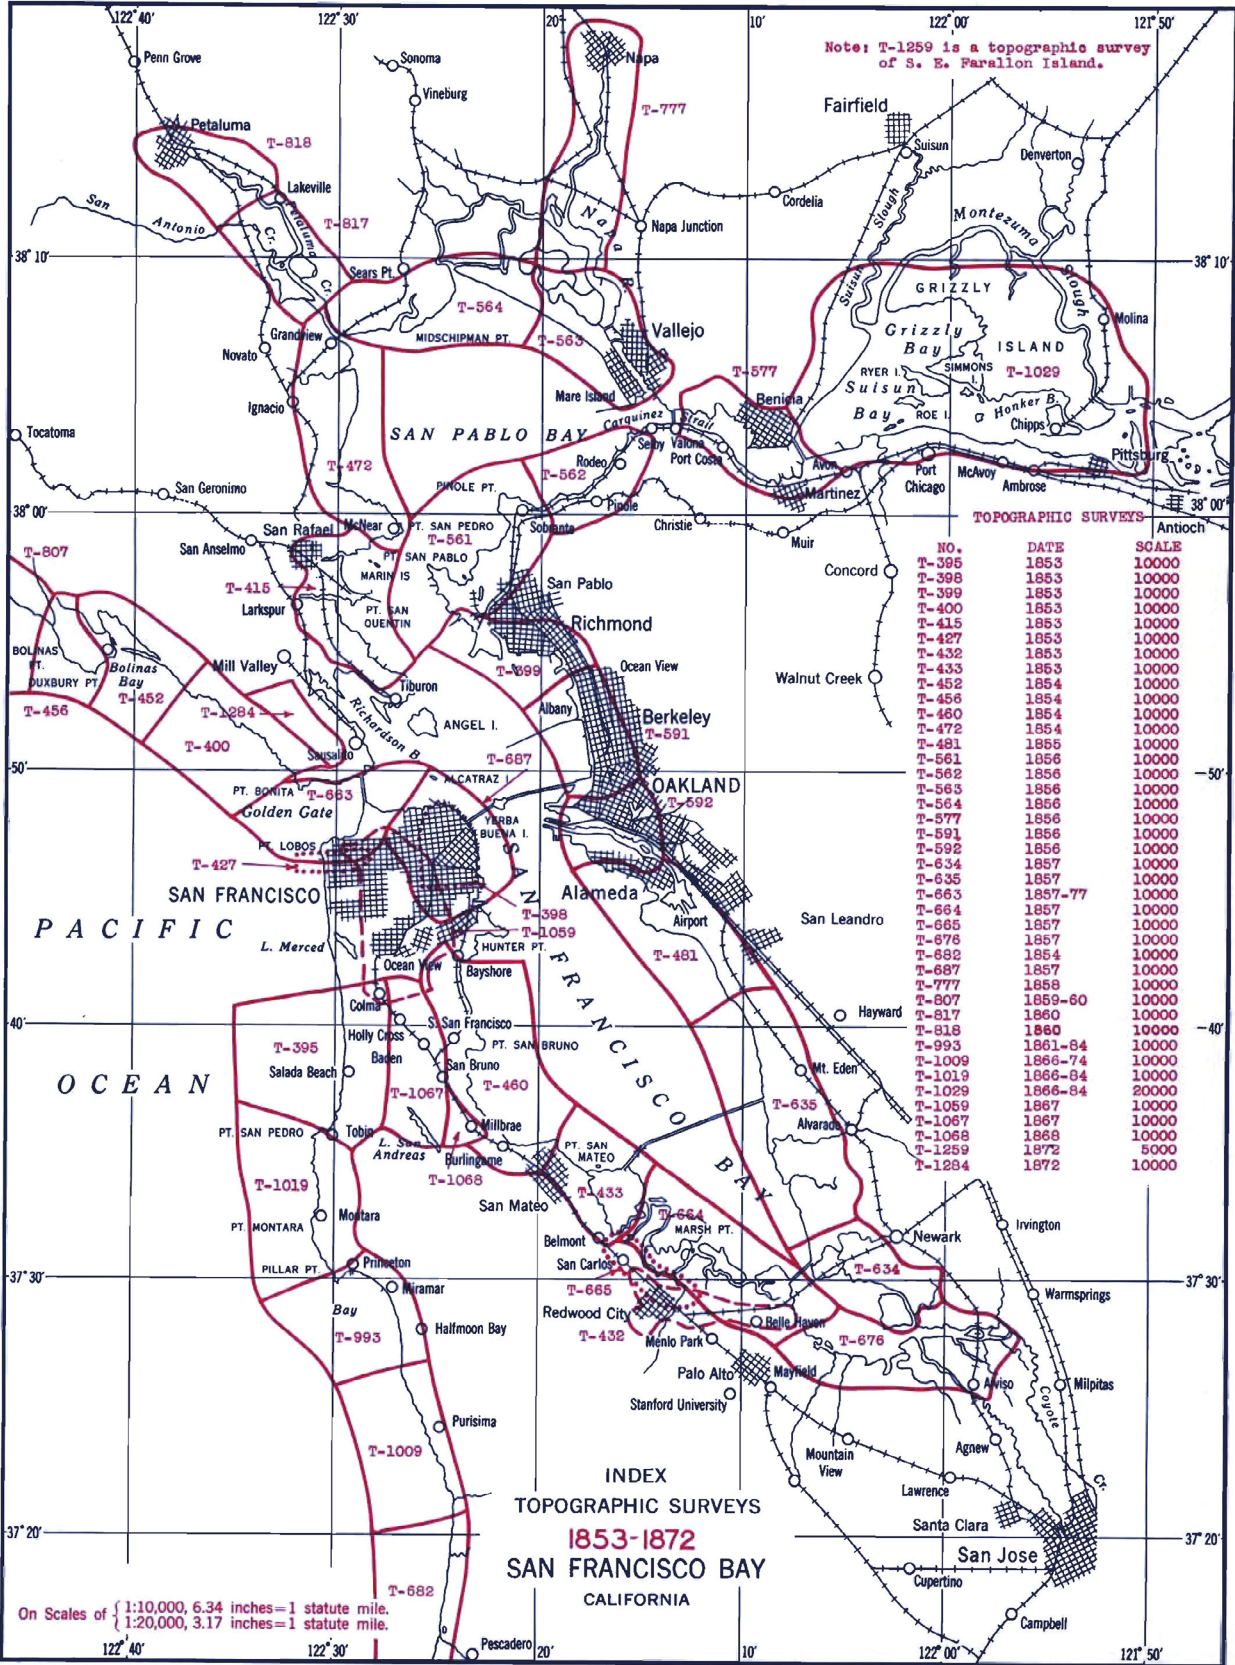 122° 40′ 122° 30′ 20′ 10′ 122° 00′ 121° 50′
Note: T-1259 is a topographic survey
of S. E. Farallon Island.
Penn Grove
Sonoma
Napa
Vineburg
T-777
Fairfield
Petaluma
T-818
Suisun
Denverton
Lakeville
Cordelia
San
Antonio
Cr.
Petaluma
Cr.
T-817
Napa
R.
Napa Junction
Suisun
Slough
Montezuma
Slough
38° 10′
38° 10′
Sears Pt.
GRIZZLY
T-564
Molina
Grandview
MIDSCHIPMAN PT.
T-563
Vallejo
Grizzly
Bay
ISLAND
Novato
T-577
RYER I.
SIMMONS
I.
T-1029
Mare Island
Benicia
Suisun
Bay
ROE I.
Honker B.
Ignacio
Chipps
Tocatoma
SAN PABLO BAY
Carquinez
Strait
Selby
Valona
Port Costa
T-472
Rodeo
Avon
Port
Chicago
McAvoy
Pittsburg
T-562
Ambrose
San Geronimo
PINOLE PT.
Martinez
38° 00′
Pinole
38° 00′
San Rafael
McNear
PT. SAN PEDRO
Sobrante
Christie
TOPOGRAPHIC SURVEYS
Antioch
San Anselmo
T-561
Muir
T-807
PT. SAN PABLO
MARIN IS
Concord
San Pablo
T-415
Larkspur
PT. SAN
QUENTIN
Richmond
BOLINAS
PT.
Bolinas
Bay
Mill Valley
T-399
Ocean View
Walnut Creek
DUXBURY PT.
Tiburon
T-452
T-456
T-1284
Richardson B
ANGEL I.
Albany
Berkeley
T-591
T-400
Sausalito
T-687
50′
50′
ALCATRAZ I.
OAKLAND
PT. BONITA
T-663
T-592
Golden Gate
YERBA
BUENA I.
PT. LOBOS
T-427
SAN FRANCISCO
Alameda
T-398
Airport
San Leandro
PACIFIC
T-1059
L. Merced
HUNTER PT.
T-481
Ocean View
Bayshore
SAN FRANCISCO BAY
Colma
Hayward
40′
40′
S. San Francisco
Holly Cross
T-395
PT. SAN BRUNO
Baden
Salada Beach
San Bruno
Mt. Eden
OCEAN
T-1067
T-460
T-635
PT. SAN PEDRO
Tobin
Millbrae
Alvarado
L. San
Andreas
PT. SAN
MATEO
Burlingame
T-1068
T-1019
T-433
San Mateo
PT. MONTARA
Montara
T-664
MARSH PT.
Irvington
Belmont
Newark
PILLAR PT.
Princeton
San Carlos
T-634
37° 30′
37° 30′
Miramar
T-665
Warmsprings
Bay
Redwood City
Belle Haven
Halfmoon Bay
T-993
T-432
Menlo Park
T-676
Palo Alto
Mayfield
Alviso
Milpitas
Stanford University
Coyote
Cr.
Purisima
T-1009
Mountain
View
Agnew
Lawrence
INDEX
TOPOGRAPHIC SURVEYS
1853-1872
SAN FRANCISCO BAY
CALIFORNIA
Santa Clara
37° 20′
37° 20′
San Jose
Cupertino
T-682
Campbell
Pescadero
On Scales of { 1:10,000, 6.34 inches=1 statute mile.
1:20,000, 3.17 inches=1 statute mile.
122° 40′ 122° 30′ 20′ 10′ 122° 00′ 121° 50′
NO. DATE SCALE
T-395 1853 10000
T-398 1853 10000
T-399 1853 10000
T-400 1853 10000
T-415 1853 10000
T-427 1853 10000
T-432 1853 10000
T-433 1853 10000
T-452 1854 10000
T-456 1854 10000
T-460 1854 10000
T-472 1854 10000
T-481 1855 10000
T-561 1856 10000
T-562 1856 10000
T-563 1856 10000
T-564 1856 10000
T-577 1856 10000
T-591 1856 10000
T-592 1856 10000
T-634 1857 10000
T-635 1857 10000
T-663 1857-77 10000
T-664 1857 10000
T-665 1857 10000
T-676 1857 10000
T-682 1854 10000
T-687 1857 10000
T-777 1858 10000
T-807 1859-60 10000
T-817 1860 10000
T-818 1860 10000
T-993 1861-84 10000
T-1009 1866-74 10000
T-1019 1866-84 10000
T-1029 1866-84 20000
T-1059 1867 10000
T-1067 1867 10000
T-1068 1868 10000
T-1259 1872 5000
T-1284 1872 10000